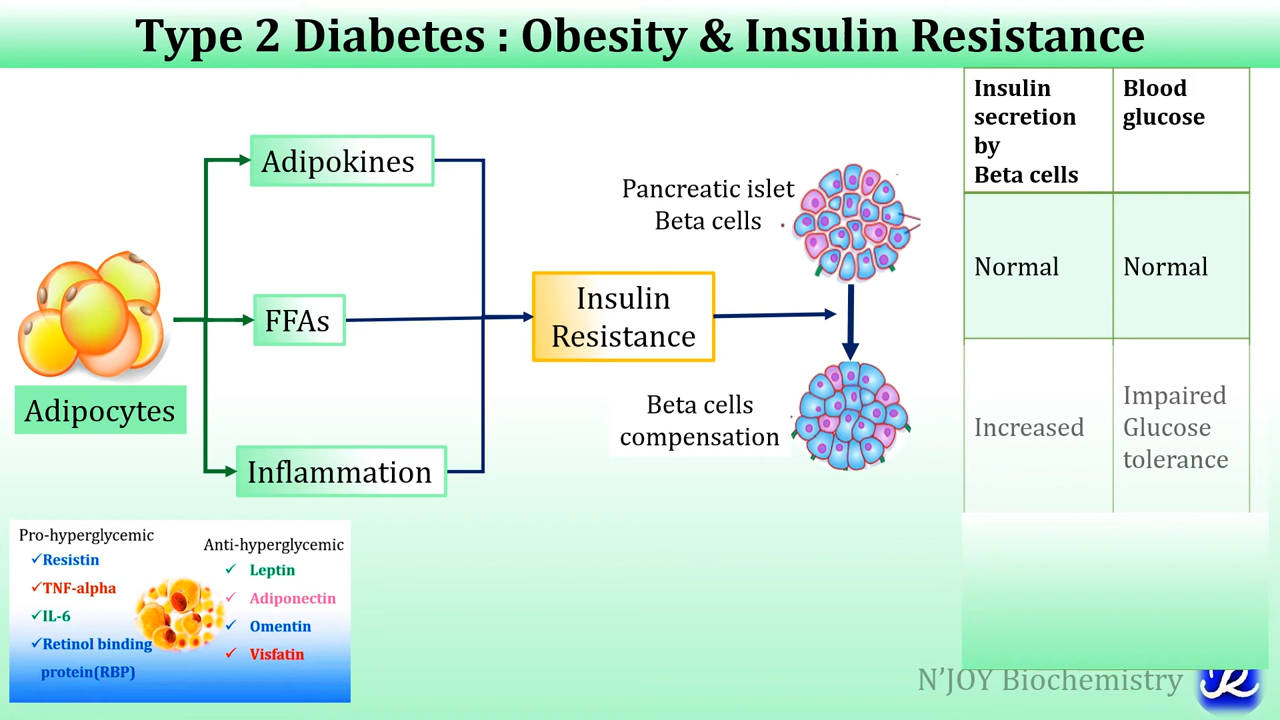 Type 2 Diabetes : Obesity & Insulin Resistance
Adipokines
FFAs
Adipocytes
Inflammation
Insulin
Resistance
Pancreatic islet
Beta cells
Beta cells
compensation
Insulin
secretion
by
Beta cells
Blood
glucose
Normal
Normal
Increased
Impaired
Glucose
tolerance
Pro-hyperglycemic
✓Resistin
✓TNF-alpha
✓IL-6
✓Retinol binding
protein(RBP)
Anti-hyperglycemic
✓ Leptin
✓ Adiponectin
✓ Omentin
✓ Visfatin
N’JOY Biochemistry